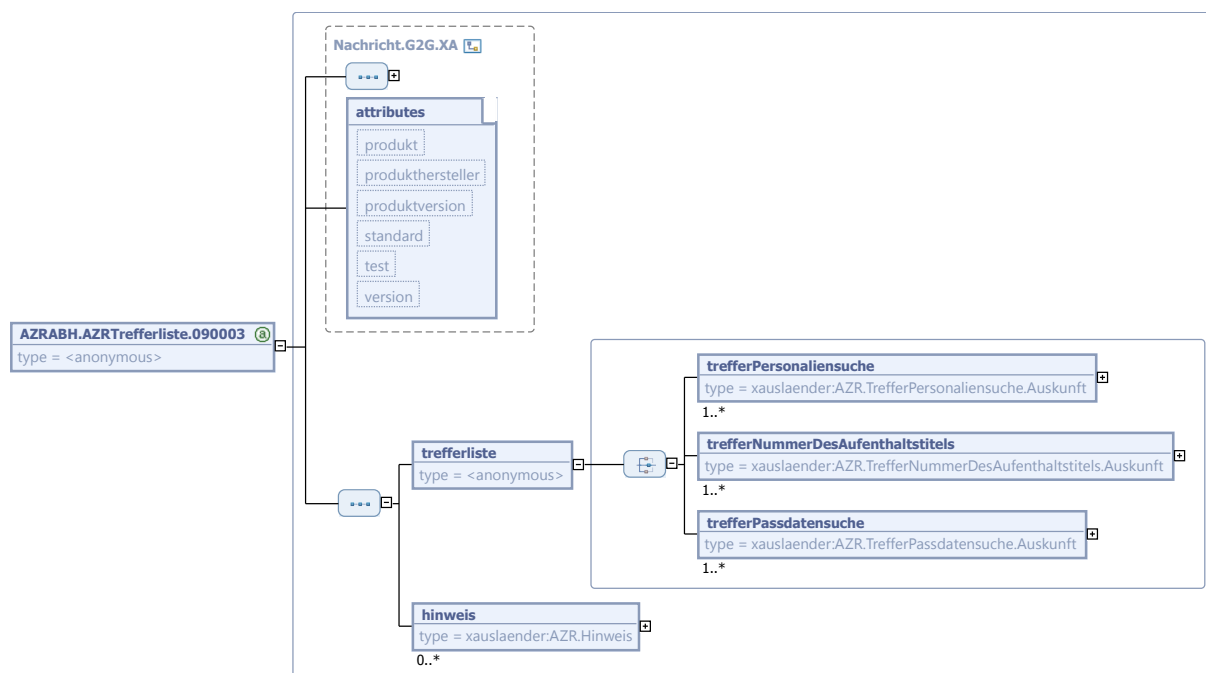 Nachricht.G2G.XA
attributes
produkt
produkthersteller
produktversion
standard
test
version
AZRABH.AZRTrefferliste.090003 a
type = <anonymous>
trefferliste
type = <anonymous>
trefferPersonaliensuche
type = xauslaender:AZR.TrefferPersonaliensuche.Auskunft
1..*
trefferNummerDesAufenthaltstitels
type = xauslaender:AZR.TrefferNummerDesAufenthaltstitels.Auskunft
1..*
trefferPassdatensuche
type = xauslaender:AZR.TrefferPassdatensuche.Auskunft
1..*
hinweis
type = xauslaender:AZR.Hinweis
0..*